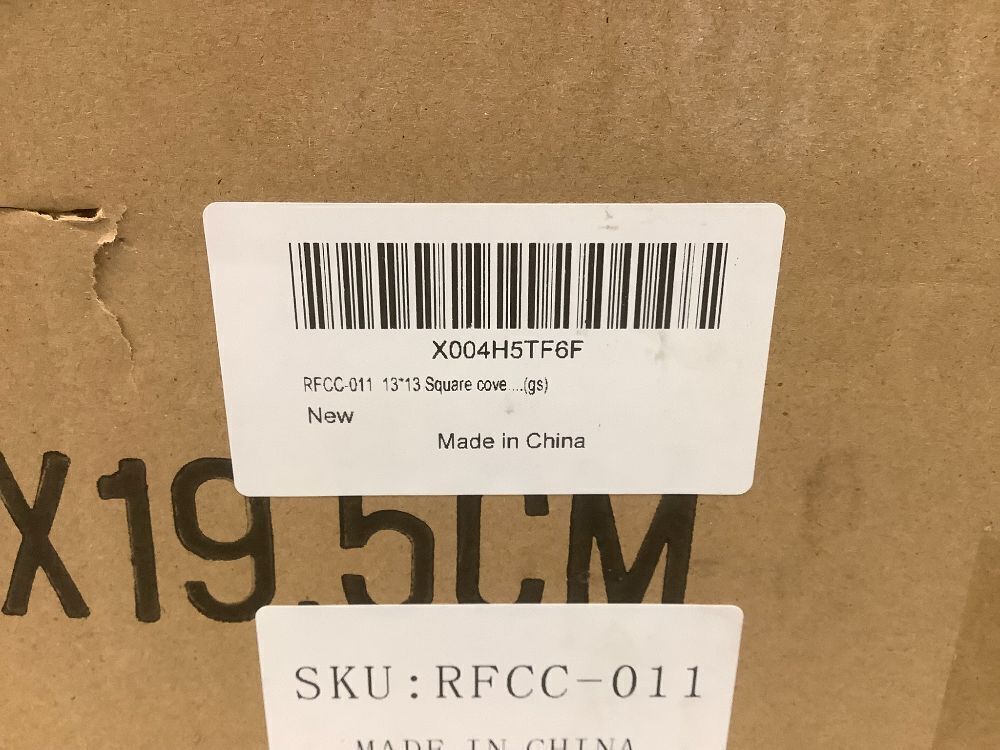 X004H5TF6F
RFCC-011 13*13 Square cove....(gs)
New
Made in China
X19.5CM
SKU:RFCC-011
MADE IN CHINA